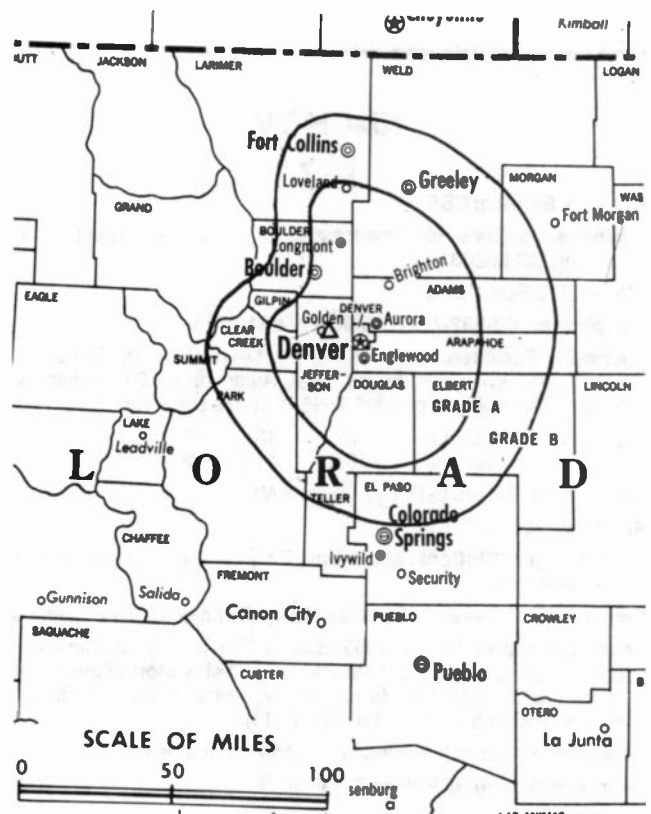 Kimball
JACKSON
LARIMER
WELD
LOGAN
Fort Collins
Loveland
Greeley
MORGAN
GRAND
Fort Morgan
BOULDER
Longmont
Boulder
Brighton
ADAMS
EAGLE
GILPIN
DENVER
Golden
Aurora
CLEAR CREEK
Denver
ARAPAHOE
SUMMIT
Englewood
JEFFER-
SON
DOUGLAS
ELBERT
LINCOLN
PARK
GRADE A
LAKE
Leadville
GRADE B
L O R A D
TELLER
EL PASO
Colorado
Springs
CHAFFEE
Ivywild
FREMONT
Security
Gunnison
Salida
Canon City
PUEBLO
CROWLEY
SAGUACHE
CUSTER
Pueblo
OTERO
La Junta
SCALE OF MILES
0 50 100